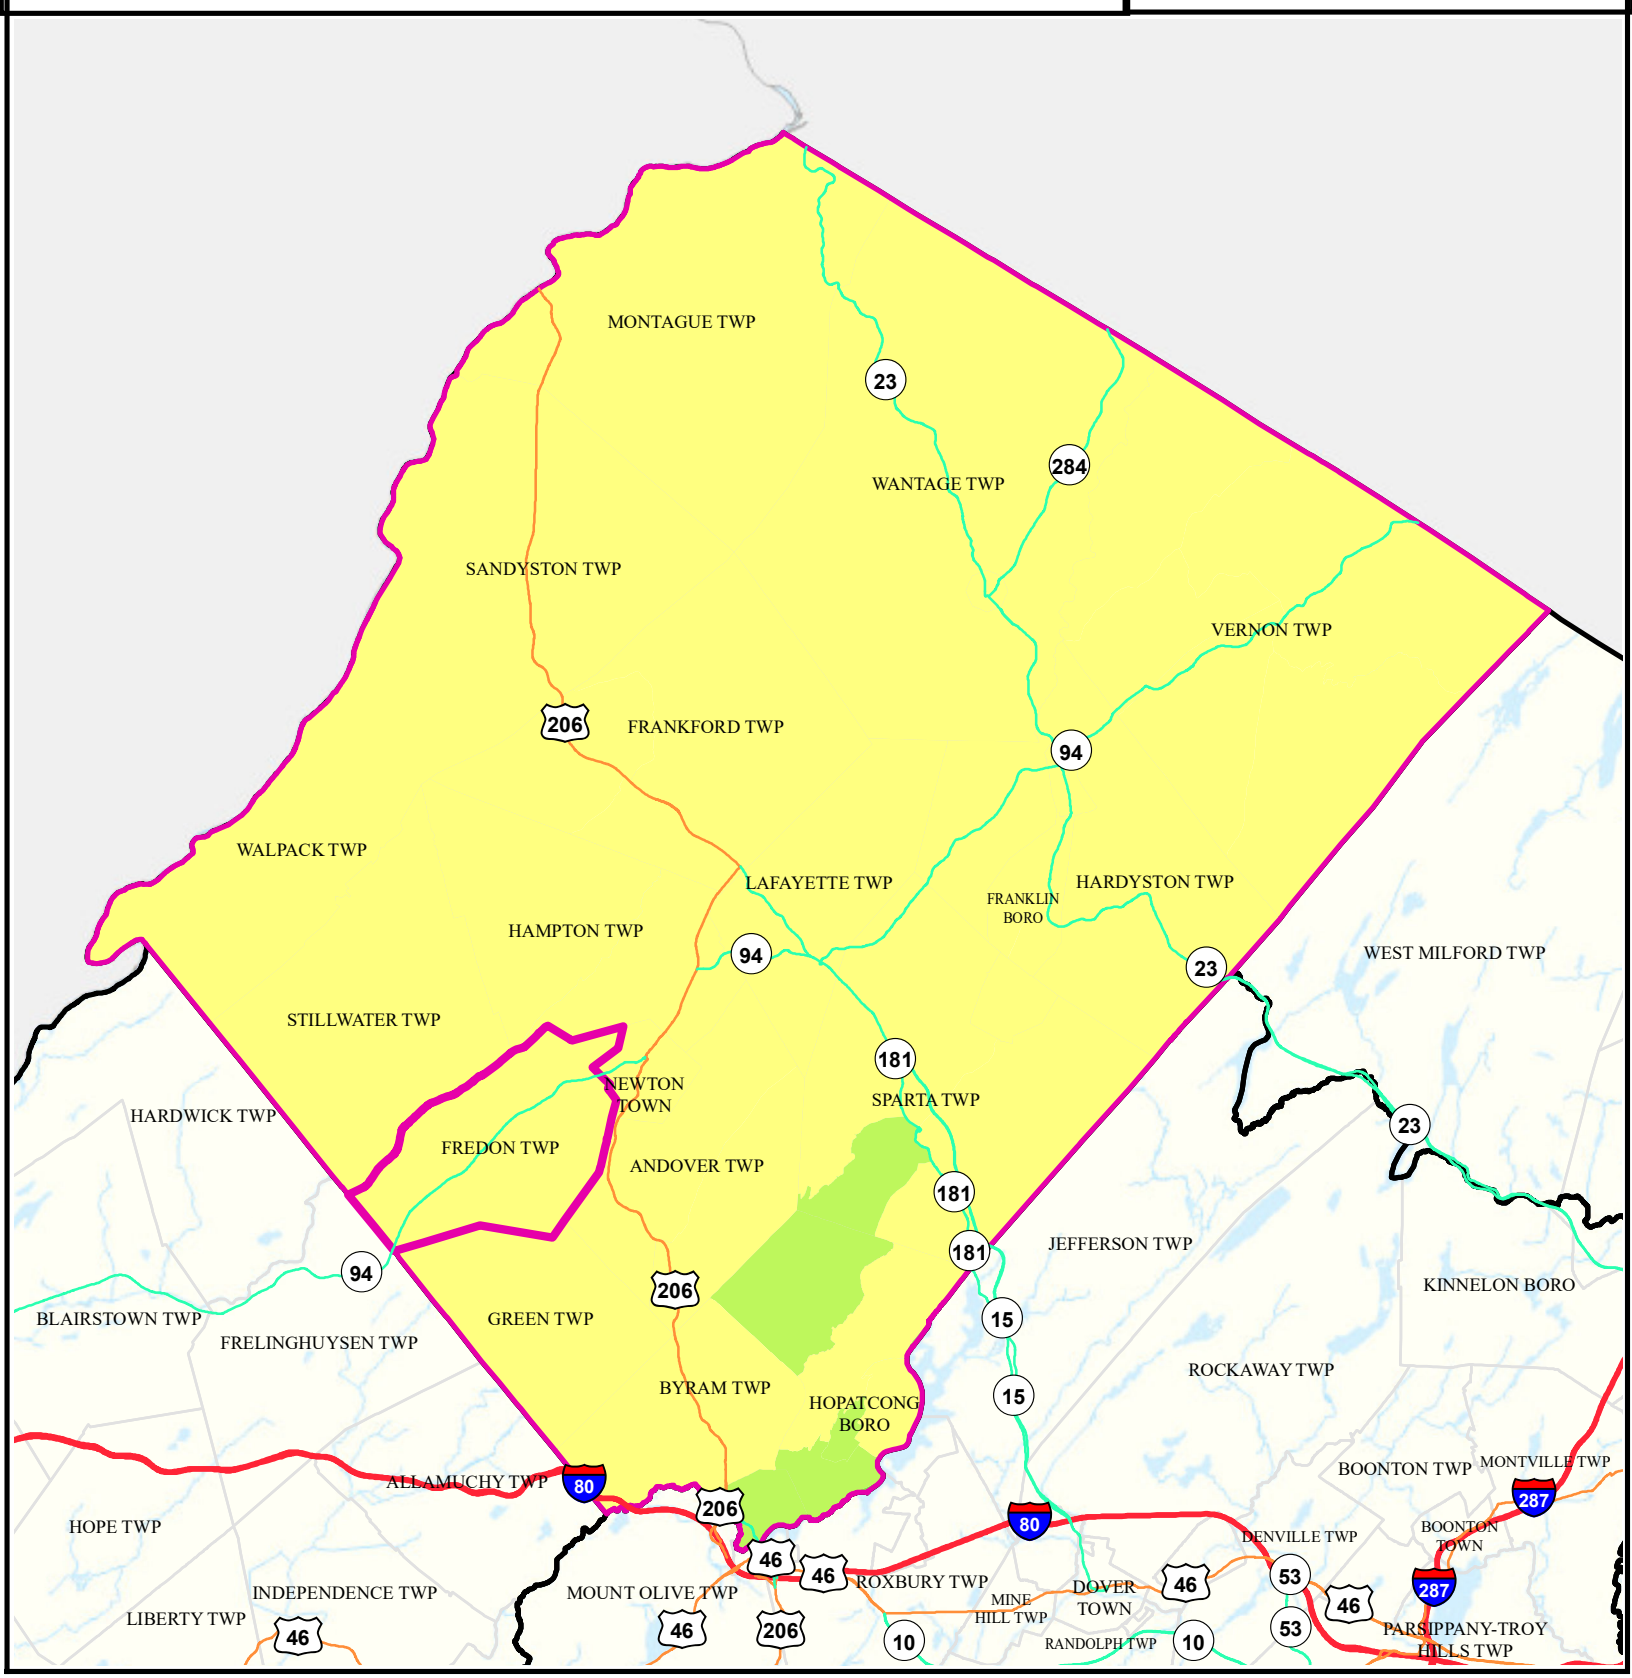 MONTAGUE TWP
23
284
WANTAGE TWP
SANDYSTON TWP
VERNON TWP
206
FRANKFORD TWP
94
WALPACK TWP
LAFAYETTE TWP
HARDYSTON TWP
FRANKLIN
BORO
HAMPTON TWP
94
23
WEST MILFORD TWP
STILLWATER TWP
181
NEWTON
TOWN
SPARTA TWP
HARDWICK TWP
23
FREDON TWP
ANDOVER TWP
181
181
JEFFERSON TWP
94
206
KINNELON BORO
BLAIRSTOWN TWP
GREEN TWP
15
FRELINGHUYSEN TWP
ROCKAWAY TWP
BYRAM TWP
15
HOPATCONG
BORO
ALLAMUCHY TWP
80
BOONTON TWP
MONTVILLE TWP
287
206
80
HOPE TWP
DENVILLE TWP
BOONTON
TOWN
46
46
ROXBURY TWP
46
53
287
INDEPENDENCE TWP
MOUNT OLIVE TWP
DOVER
TOWN
MINE
HILL TWP
46
LIBERTY TWP
46
46
206
10
RANDOLPH TWP
10
53
PARSIPPANY-TROY
HILLS TWP